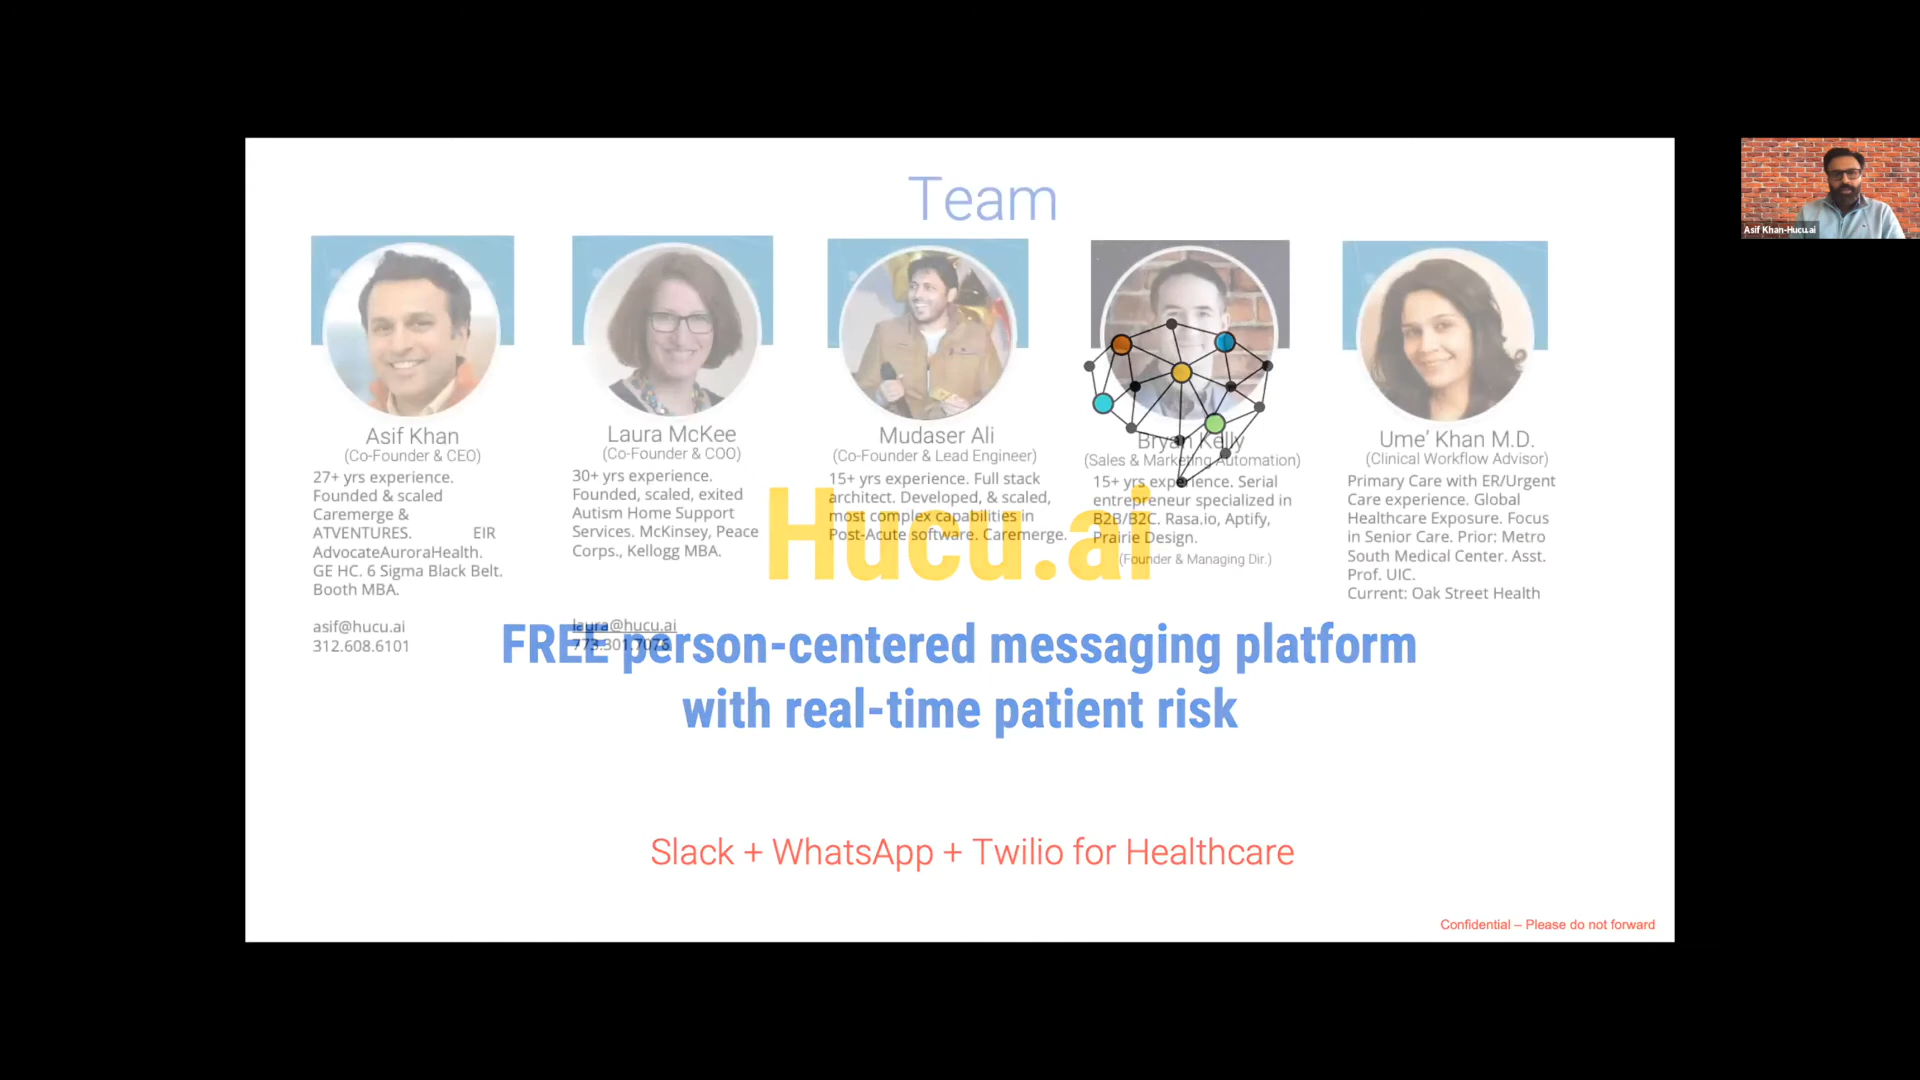 Team
Asif Khan
(Co-Founder & CEO)
27+ yrs experience.
Founded & scaled
Caremerge &
ATVENTURES. EIR
AdvocateAuroraHealth.
GE HC. 6 Sigma Black Belt.
Booth MBA.
asif@hucu.ai
312.608.6101
Laura McKee
(Co-Founder & COO)
30+ yrs experience.
Founded, scaled, exited
Autism Home Support
Services. McKinsey, Peace
Corps., Kellogg MBA.
laura@hucu.ai
773.301.7076
Mudaser Ali
(Co-Founder & Lead Engineer)
15+ yrs experience. Full stack
architect. Developed, & scaled,
most complex capabilities in
Post-Acute software. Caremerge.
Bryan Kelly
(Sales & Marketing Automation)
15+ yrs experience. Serial
entrepreneur specialized in
B2B/B2C. Rasa.io, Aptify,
Prairie Design.
(Founder & Managing Dir.)
Ume’ Khan M.D.
(Clinical Workflow Advisor)
Primary Care with ER/Urgent
Care experience. Global
Healthcare Exposure. Focus
in Senior Care. Prior: Metro
South Medical Center. Asst.
Prof. UIC.
Current: Oak Street Health
Hucu.ai
FREE person-centered messaging platform
with real-time patient risk
Slack + WhatsApp + Twilio for Healthcare
Confidential – Please do not forward
Asif Khan-Hucu.ai